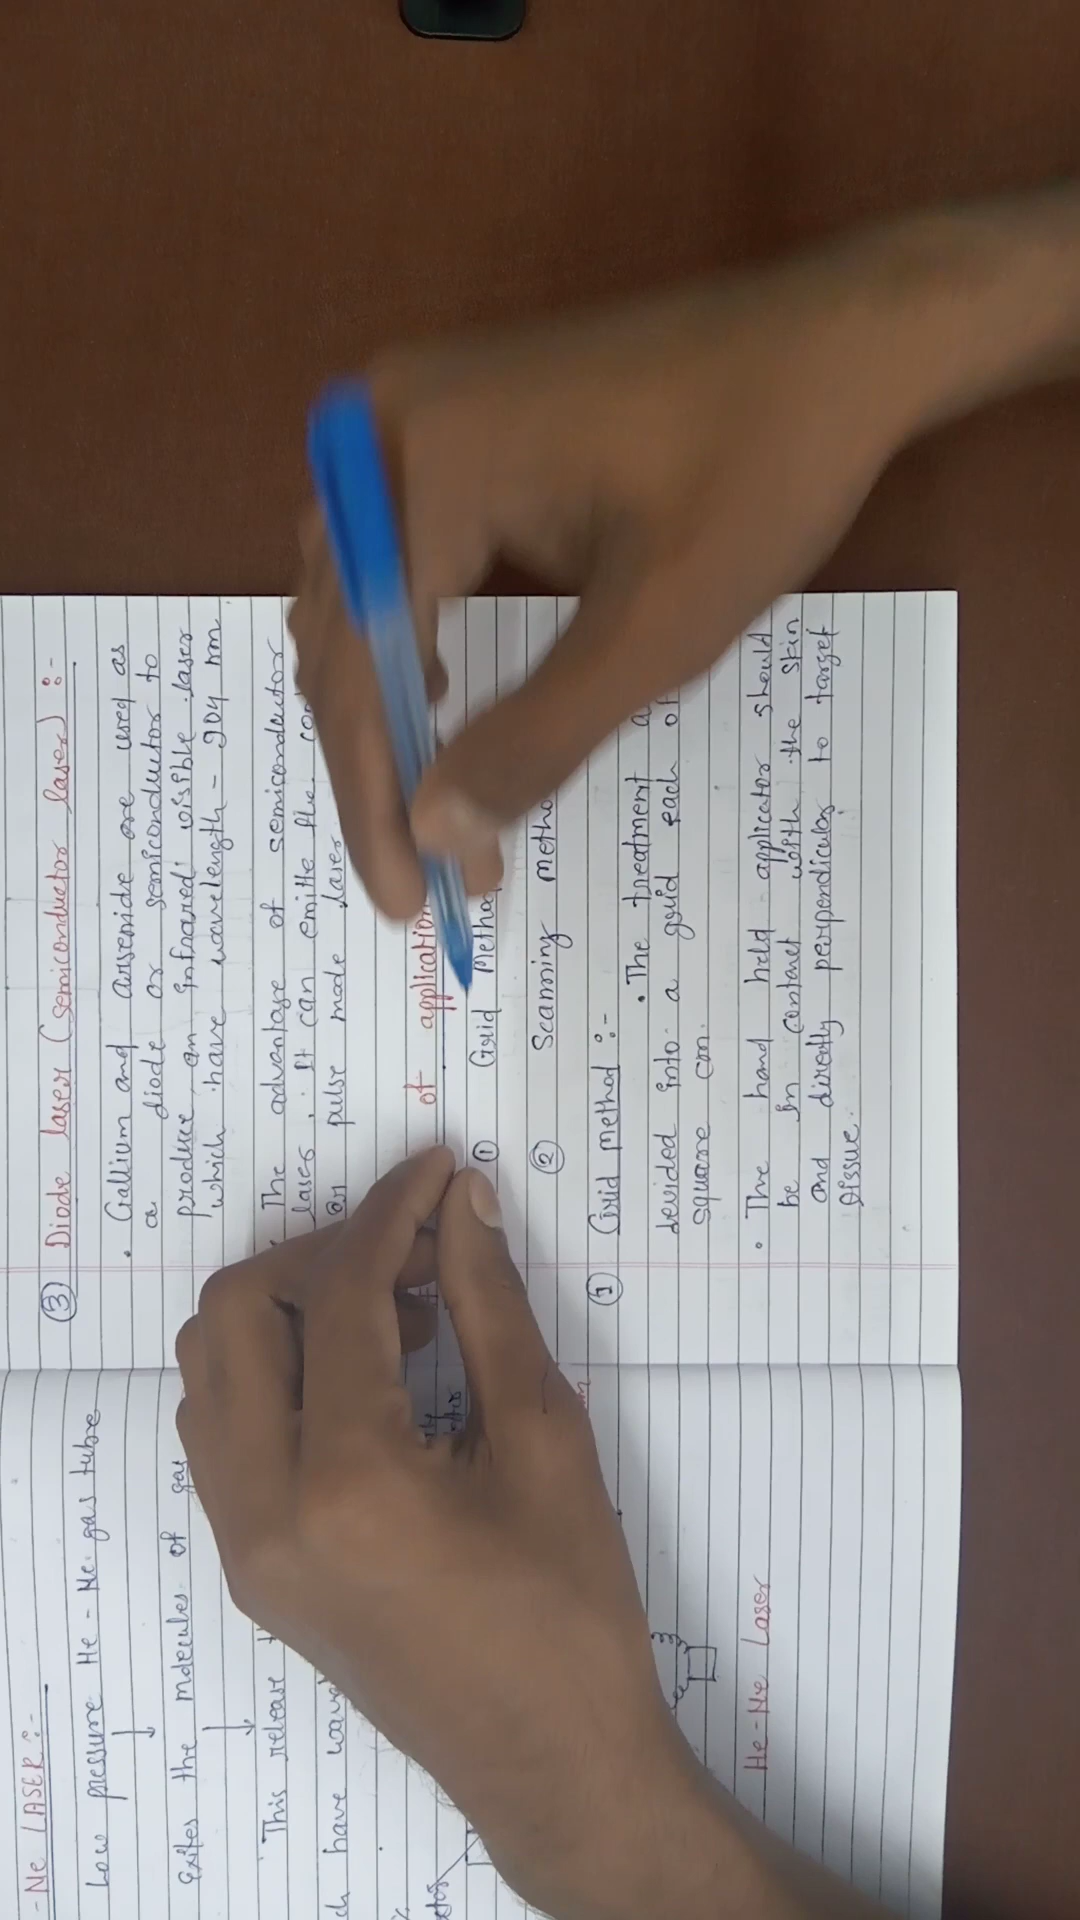 - Ne LASER :-
Low pressure He - Ne gas tube
Exites the molecules of gas
This release
have
He-Ne Laser
③ Diode laser (semiconductor laser) :-
• Gallium and arsenide are used as
a diode or semiconductor to
produce an infrared visible laser
which have wavelength - 904 nm
The advantage of semiconductor
laser, it can emitte the
or pulse mode laser
of application
① Grid Method
② Scanning metho
① Grid method :-
• The treatment a
devided into a grid each of
square cm.
• The hand held applicator should
be in contact with the skin
and directly perpendicular to target
tissue.